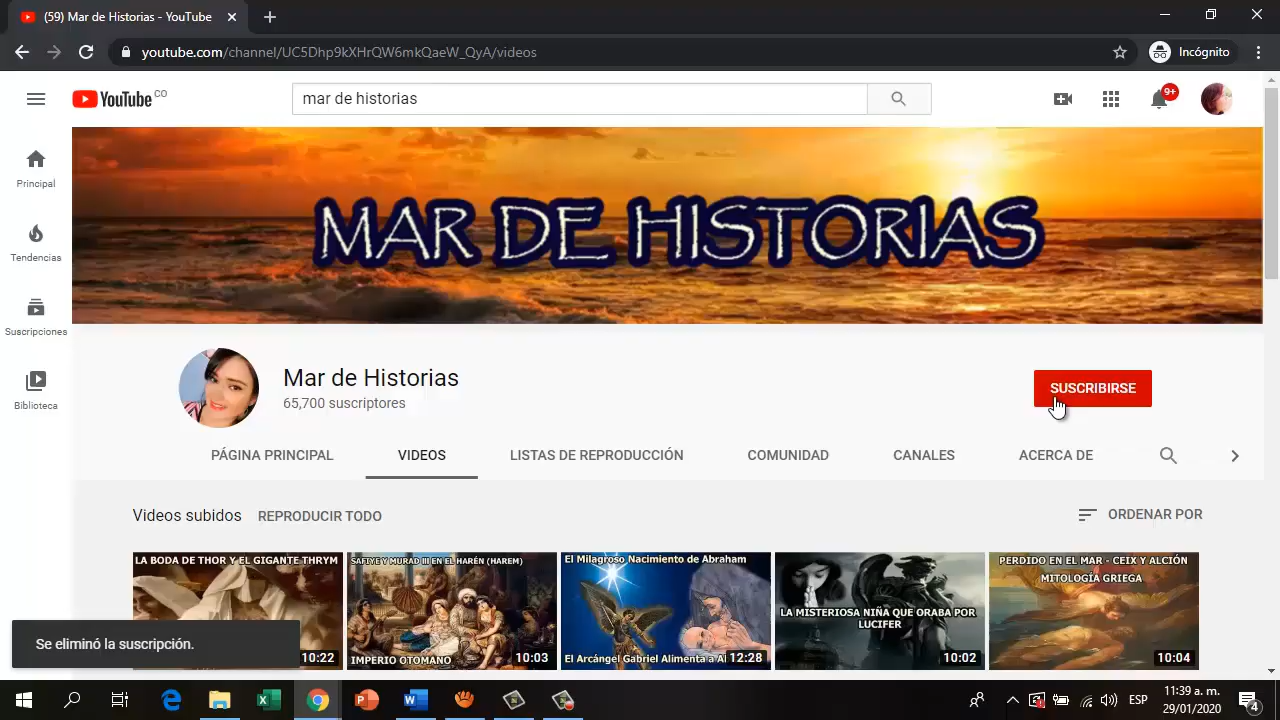 (59) Mar de Historias - YouTube
youtube.com/channel/UC5Dhp9kXHrQW6mkQaeW_QyA/videos
Incógnito
YouTube CO
mar de historias
9+
Principal
Tendencias
Suscripciones
Biblioteca
MAR DE HISTORIAS
Mar de Historias
65,700 suscriptores
SUSCRIBIRSE
PÁGINA PRINCIPAL
VIDEOS
LISTAS DE REPRODUCCIÓN
COMUNIDAD
CANALES
ACERCA DE
Videos subidos
REPRODUCIR TODO
ORDENAR POR
LA BODA DE THOR Y EL GIGANTE THRYM
10:22
SAFIYE Y MURAD III EN EL HARÉN (HAREM)
IMPERIO OTOMANO
10:03
El Milagroso Nacimiento de Abraham
El Arcángel Gabriel Alimenta a
12:28
LA MISTERIOSA NIÑA QUE ORABA POR
LUCIFER
10:02
PERDIDO EN EL MAR - CEIX Y ALCIÓN
MITOLOGÍA GRIEGA
10:04
Se eliminó la suscripción.
ESP
11:39 a. m.
29/01/2020
4